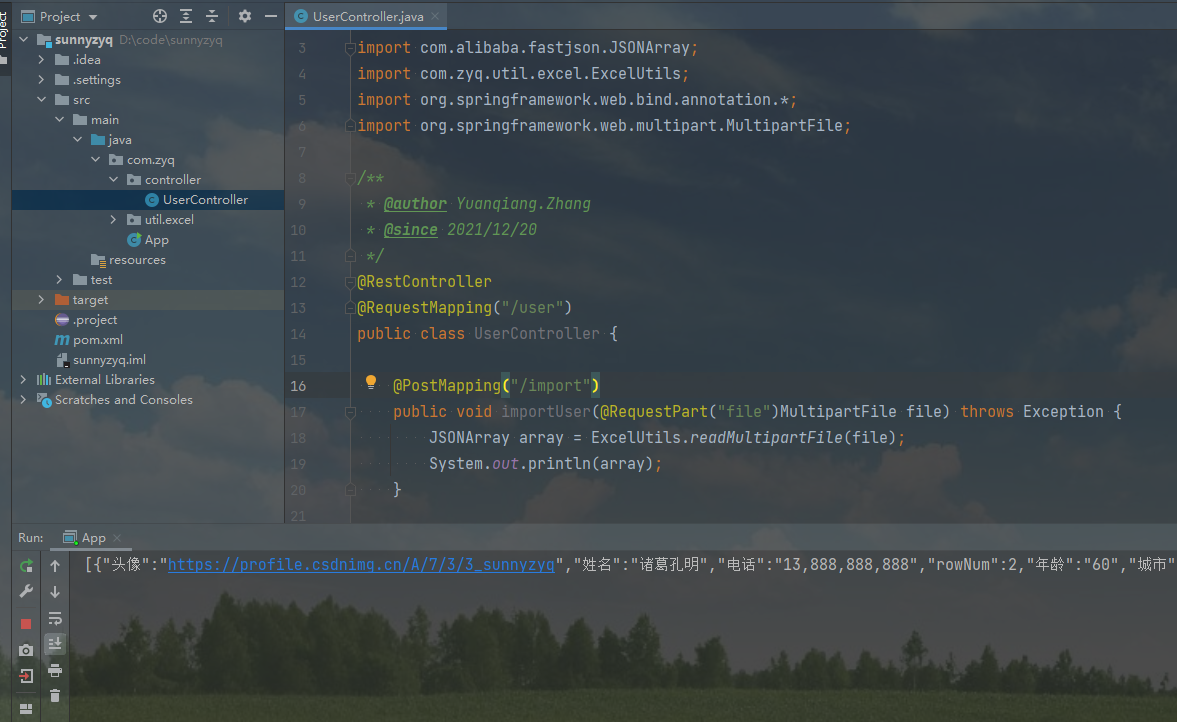 Project
Project
sunnyzyq D:\code\sunnyzyq
.idea
.settings
src
main
java
com.zyq
controller
UserController
util.excel
App
resources
test
target
.project
pom.xml
sunnyzyq.iml
External Libraries
Scratches and Consoles
UserController.java
3 import com.alibaba.fastjson.JSONArray;
4 import com.zyq.util.excel.ExcelUtils;
5 import org.springframework.web.bind.annotation.*;
6 import org.springframework.web.multipart.MultipartFile;
7
8 /**
9 * @author Yuanqiang.Zhang
10 * @since 2021/12/20
11 */
12 @RestController
13 @RequestMapping("/user")
14 public class UserController {
15
16 @PostMapping("/import")
17 public void importUser(@RequestPart("file")MultipartFile file) throws Exception {
18 JSONArray array = ExcelUtils.readMultipartFile(file);
19 System.out.println(array);
20 }
21
Run: App
[{"头像":"https://profile.csdnimg.cn/A/7/3/3_sunnyzyq","姓名":"诸葛孔明","电话":"13,888,888,888","rowNum":2,"年龄":"60","城市"